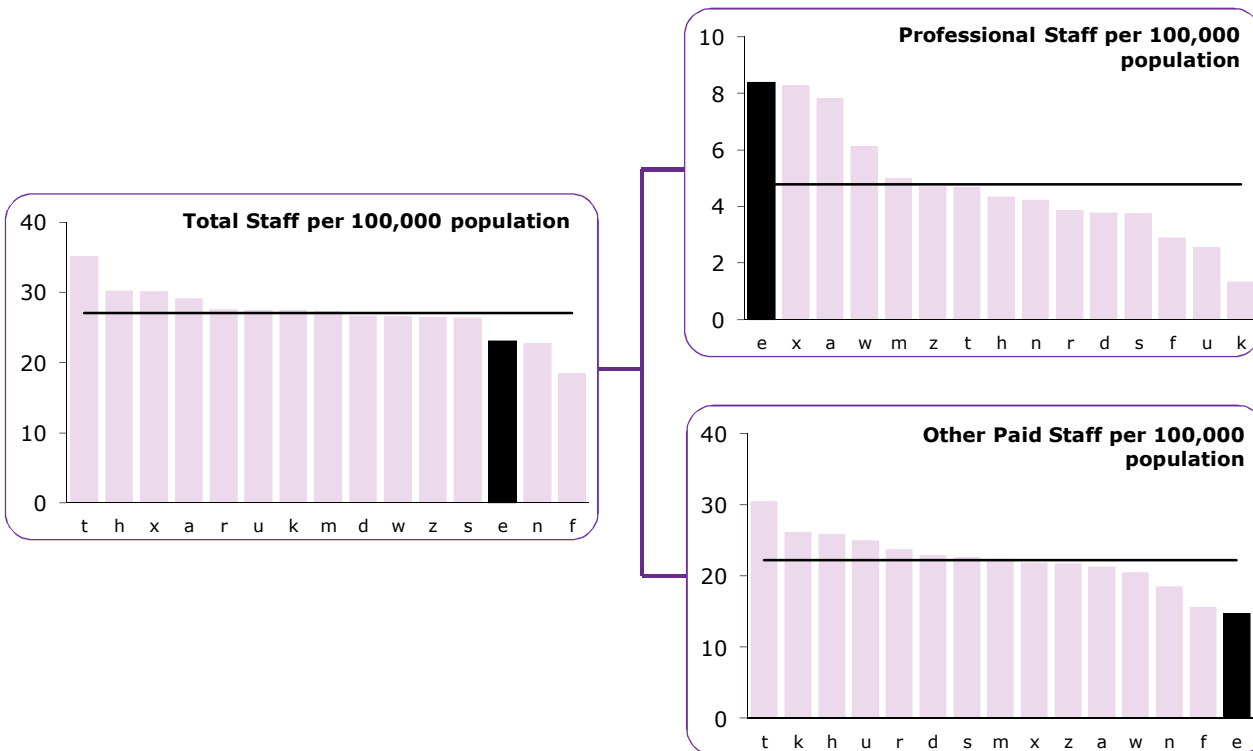 Total Staff per 100,000 population
40
30
20
10
0
t h x a r u k m d w z s e n f
Professional Staff per 100,000
population
10
8
6
4
2
0
e x a w m z t h n r d s f u k
Other Paid Staff per 100,000
population
40
30
20
10
0
t k h u r d s m x z a w n f e